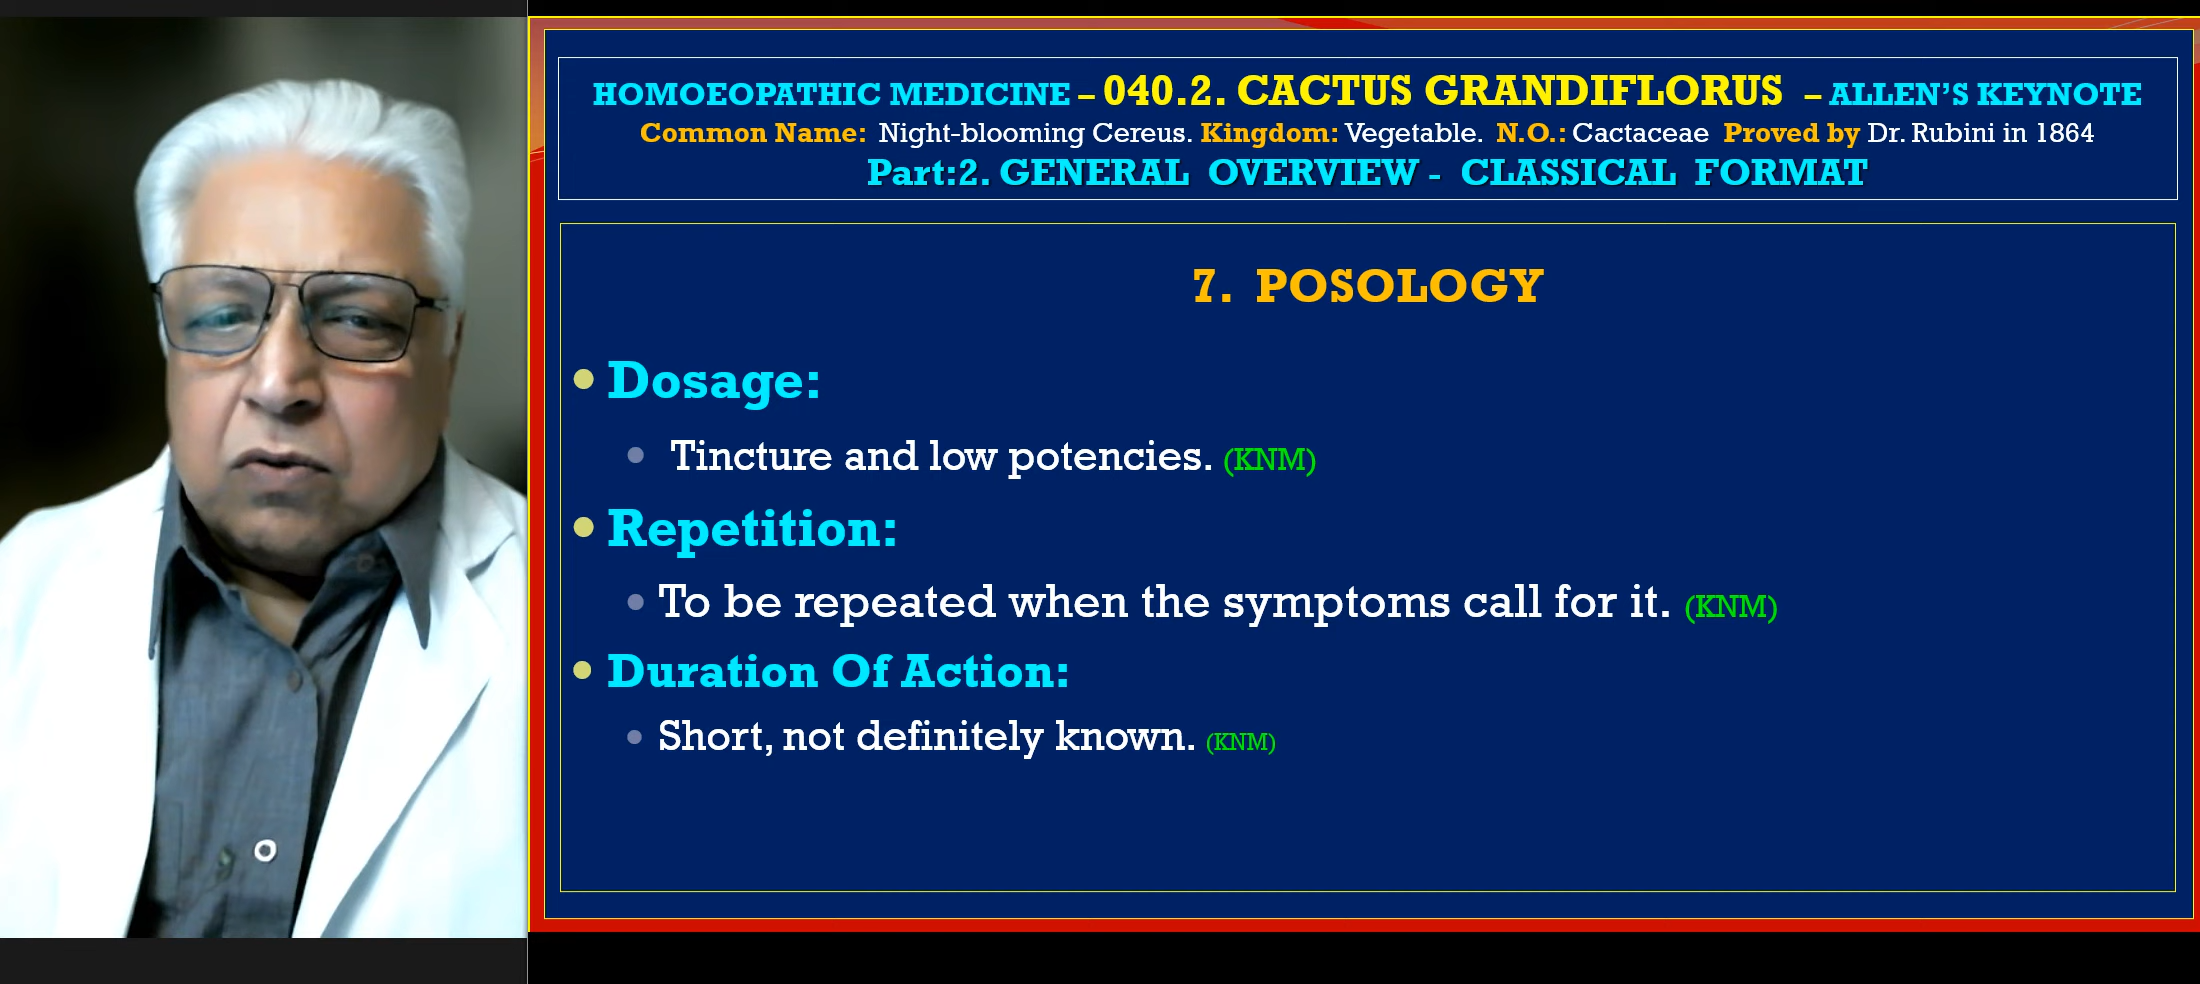 HOMOEOPATHIC MEDICINE – 040.2. CACTUS GRANDIFLORUS – ALLEN’S KEYNOTE
Common Name: Night-blooming Cereus. Kingdom: Vegetable. N.O.: Cactaceae Proved by Dr. Rubini in 1864
Part:2. GENERAL OVERVIEW - CLASSICAL FORMAT
7. POSOLOGY
• Dosage:
• Tincture and low potencies. (KNM)
• Repetition:
• To be repeated when the symptoms call for it. (KNM)
• Duration Of Action:
• Short, not definitely known. (KNM)